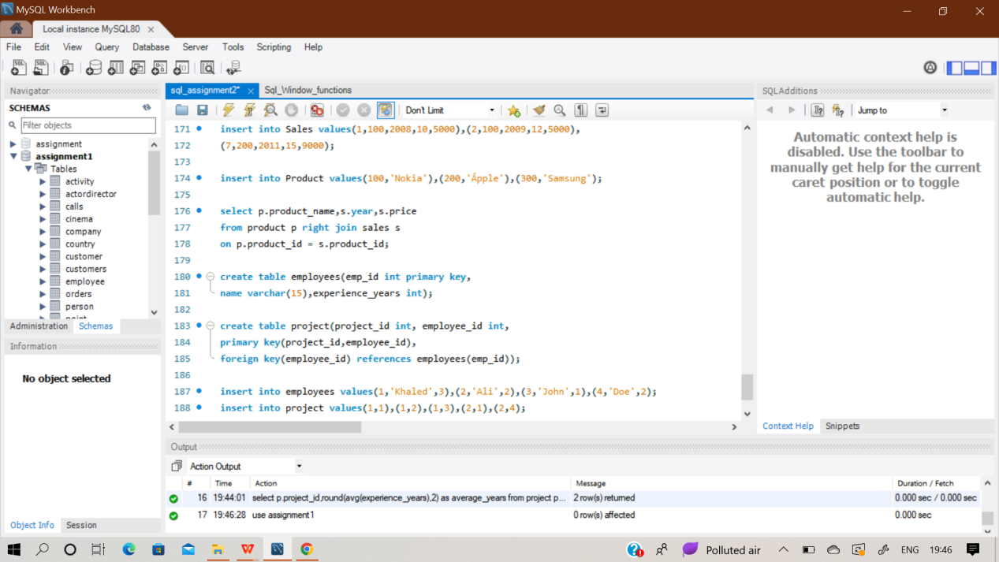 MySQL Workbench
Local instance MySQL80
File Edit View Query Database Server Tools Scripting Help
Navigator
SCHEMAS
Filter objects
assignment
assignment1
Tables
activity
actordirector
calls
cinema
company
country
customer
customers
employee
orders
person
point
Administration Schemas
Information
No object selected
Object Info Session
sql_assignment2* Sql_Window_functions
Don't Limit
171 insert into Sales values(1,100,2008,10,5000),(2,100,2009,12,5000),
172 (7,200,2011,15,9000);
173
174 insert into Product values(100,'Nokia'),(200,'Ápple'),(300,'Samsung');
175
176 select p.product_name,s.year,s.price
177 from product p right join sales s
178 on p.product_id = s.product_id;
179
180 create table employees(emp_id int primary key,
181 name varchar(15),experience_years int);
182
183 create table project(project_id int, employee_id int,
184 primary key(project_id,employee_id),
185 foreign key(employee_id) references employees(emp_id));
186
187 insert into employees values(1,'Khaled',3),(2,'Ali',2),(3,'John',1),(4,'Doe',2);
188 insert into project values(1,1),(1,2),(1,3),(2,1),(2,4);
SQLAdditions
Jump to
Automatic context help is
disabled. Use the toolbar to
manually get help for the current
caret position or to toggle
automatic help.
Context Help Snippets
Output
Action Output
# Time Action Message Duration / Fetch
16 19:44:01 select p.project_id,round(avg(experience_years),2) as average_years from project p... 2 row(s) returned 0.000 sec / 0.000 sec
17 19:46:28 use assignment1 0 row(s) affected 0.000 sec
Polluted air ENG 19:46